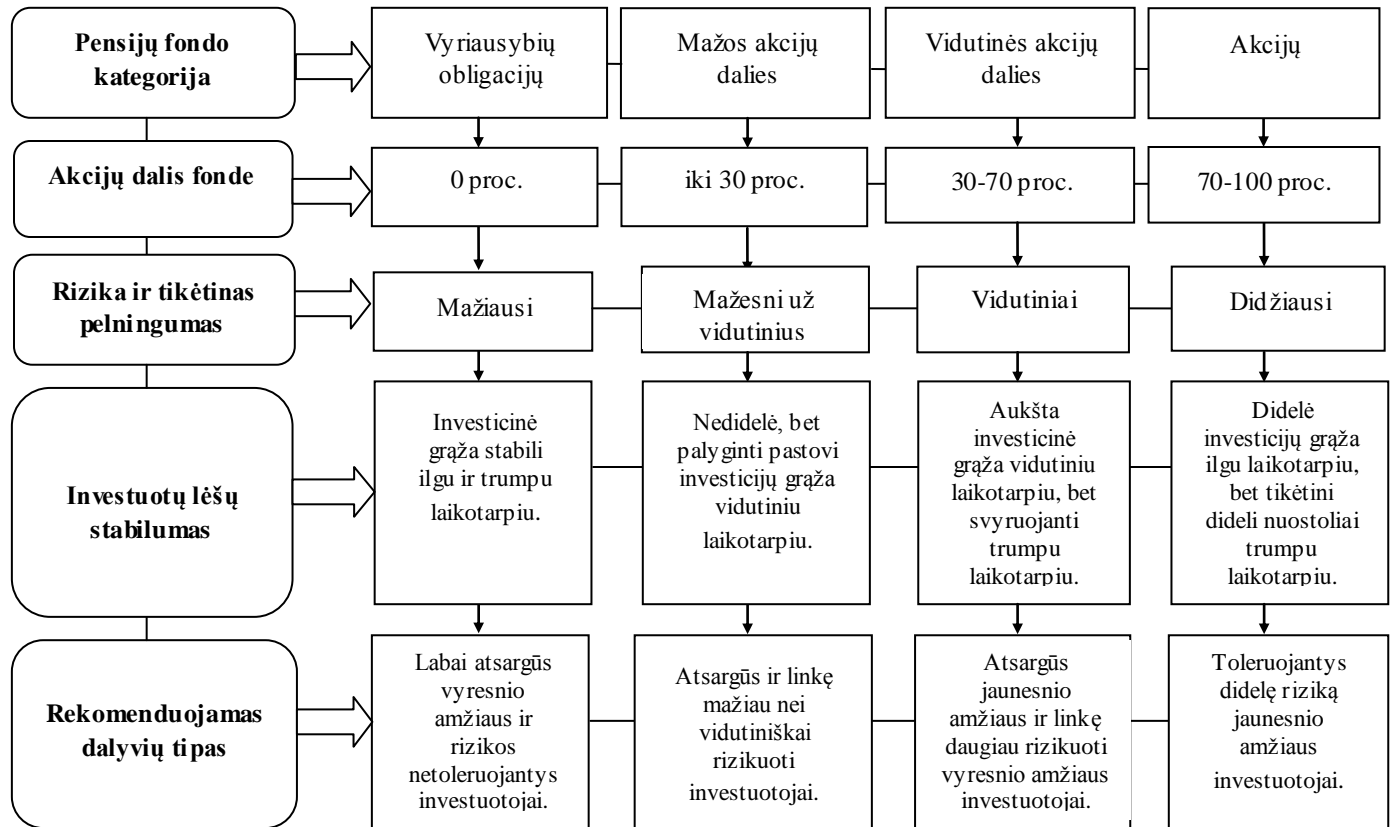 Pensijų fondo
kategorija
Vyriausybių
obligacijų
Mažos akcijų
dalies
Vidutinės akcijų
dalies
Akcijų
Akcijų dalis fonde
0 proc.
iki 30 proc.
30-70 proc.
70-100 proc.
Rizika ir tikėtinas
pelningumas
Mažiausi
Mažesni už
vidutinius
Vidutiniai
Didžiausi
Investuotų lėšų
stabilumas
Investicinė
grąža stabili
ilgu ir trumpu
laikotarpiu.
Nedidelė, bet
palyginti pastovi
investicijų grąža
vidutiniu
laikotarpiu.
Aukšta
investicinė
grąža vidutiniu
laikotarpiu, bet
svyruojanti
trumpu
laikotarpiu.
Didelė
investicijų grąža
ilgu laikotarpiu,
bet tikėtini
dideli nuostoliai
trumpu
laikotarpiu.
Rekomenduojamas
dalyvių tipas
Labai atsargūs
vyresnio
amžiaus ir
rizikos
netoleruojantys
investuotojai.
Atsargūs ir linkę
mažiau nei
vidutiniškai
rizikuoti
investuotojai.
Atsargūs
jaunesnio
amžiaus ir linkę
daugiau rizikuoti
vyresnio amžiaus
investuotojai.
Toleruojantys
didelę riziką
jaunesnio
amžiaus
investuotojai.